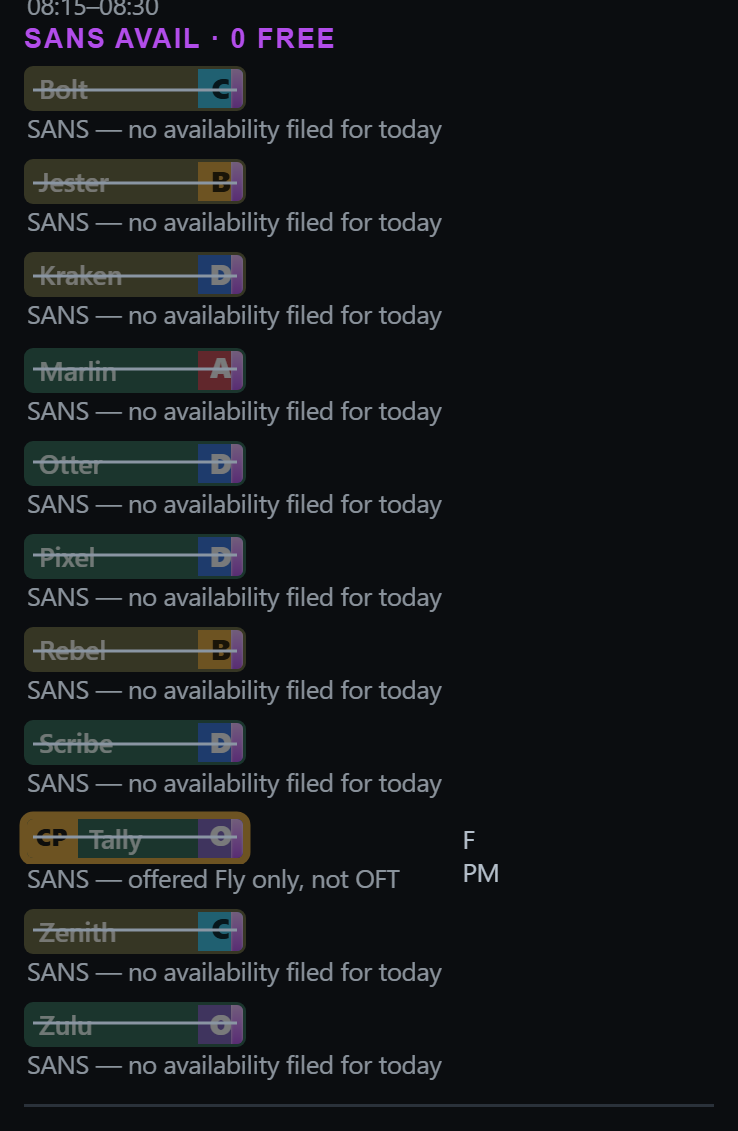 08:15–08:30
SANS AVAIL · 0 FREE
Bolt C
SANS — no availability filed for today
Jester B
SANS — no availability filed for today
Kraken D
SANS — no availability filed for today
Marlin A
SANS — no availability filed for today
Otter D
SANS — no availability filed for today
Pixel D
SANS — no availability filed for today
Rebel B
SANS — no availability filed for today
Scribe D
SANS — no availability filed for today
CP Tally O
F
PM
SANS — offered Fly only, not OFT
Zenith C
SANS — no availability filed for today
Zulu O
SANS — no availability filed for today